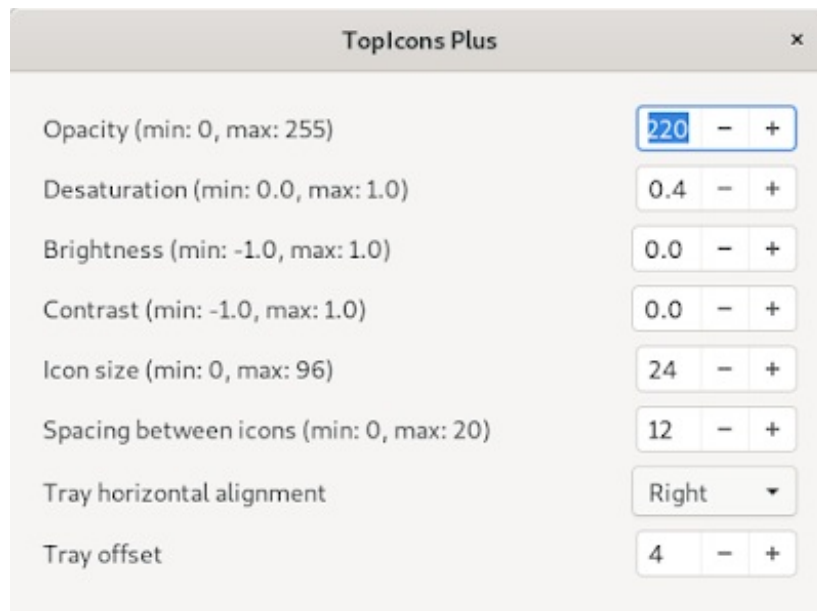 TopIcons Plus ×
Opacity (min: 0, max: 255) 220 − +
Desaturation (min: 0.0, max: 1.0) 0.4 − +
Brightness (min: -1.0, max: 1.0) 0.0 − +
Contrast (min: -1.0, max: 1.0) 0.0 − +
Icon size (min: 0, max: 96) 24 − +
Spacing between icons (min: 0, max: 20) 12 − +
Tray horizontal alignment Right
Tray offset 4 − +